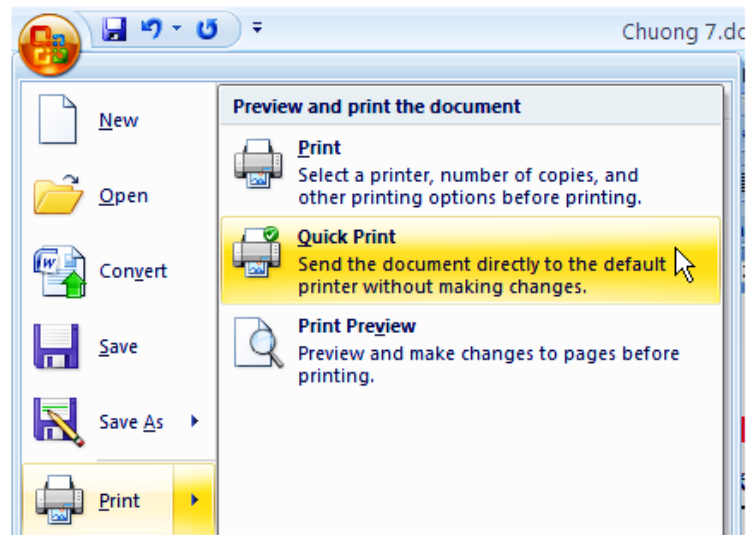 Chuong 7.do
New
Open
Convert
Save
Save As
Print
Preview and print the document
Print
Select a printer, number of copies, and
other printing options before printing.
Quick Print
Send the document directly to the default
printer without making changes.
Print Preview
Preview and make changes to pages before
printing.